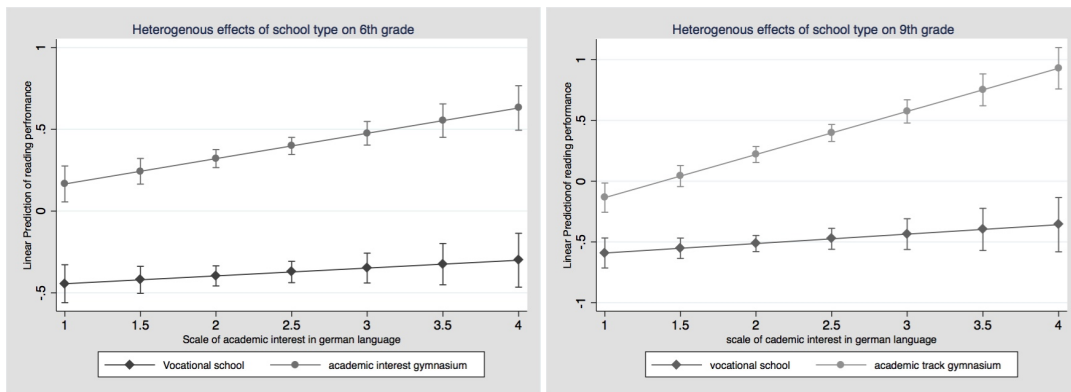 Heterogenous effects of school type on 6th grade
Linear Prediction of reading performance
1
.5
0
-.5
1 1.5 2 2.5 3 3.5 4
Scale of academic interest in german language
Vocational school academic interest gymnasium
Heterogenous effects of school type on 9th grade
Linear Predictionof reading performance
1
.5
0
-.5
-1
1 1.5 2 2.5 3 3.5 4
scale of cademic interest in german language
vocational school academic track gymnasium